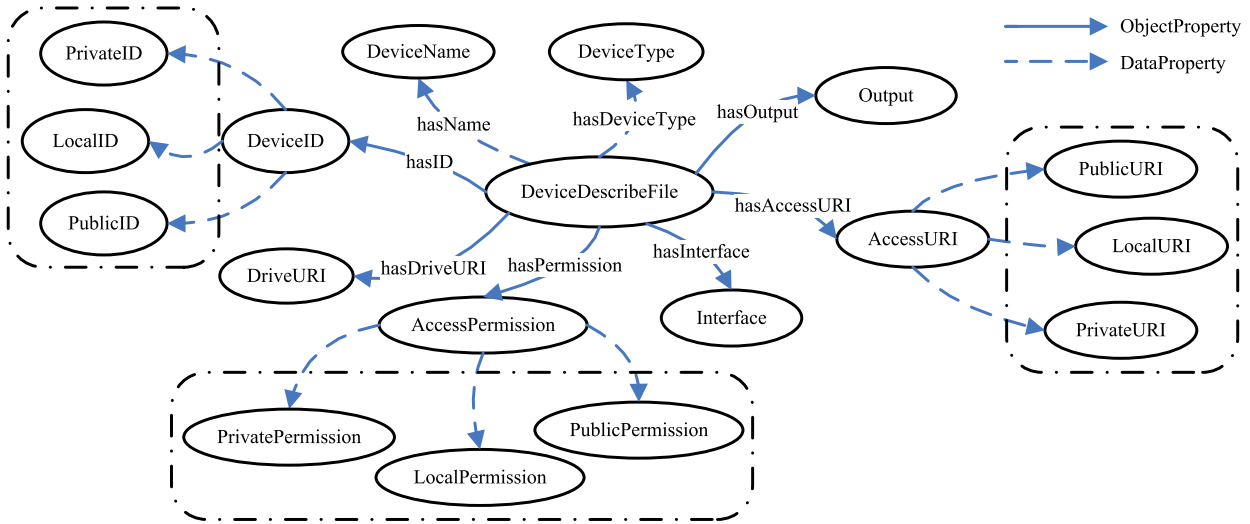 PrivateID
DeviceName
DeviceType
ObjectProperty
DataProperty
Output
hasOutput
hasName
hasDeviceType
LocalID
DeviceID
hasID
PublicURI
DeviceDescribeFile
hasAccessURI
PublicID
AccessURI
LocalURI
hasDriveURI
hasPermission
hasInterface
DriveURI
AccessPermission
Interface
PrivateURI
PrivatePermission
PublicPermission
LocalPermission